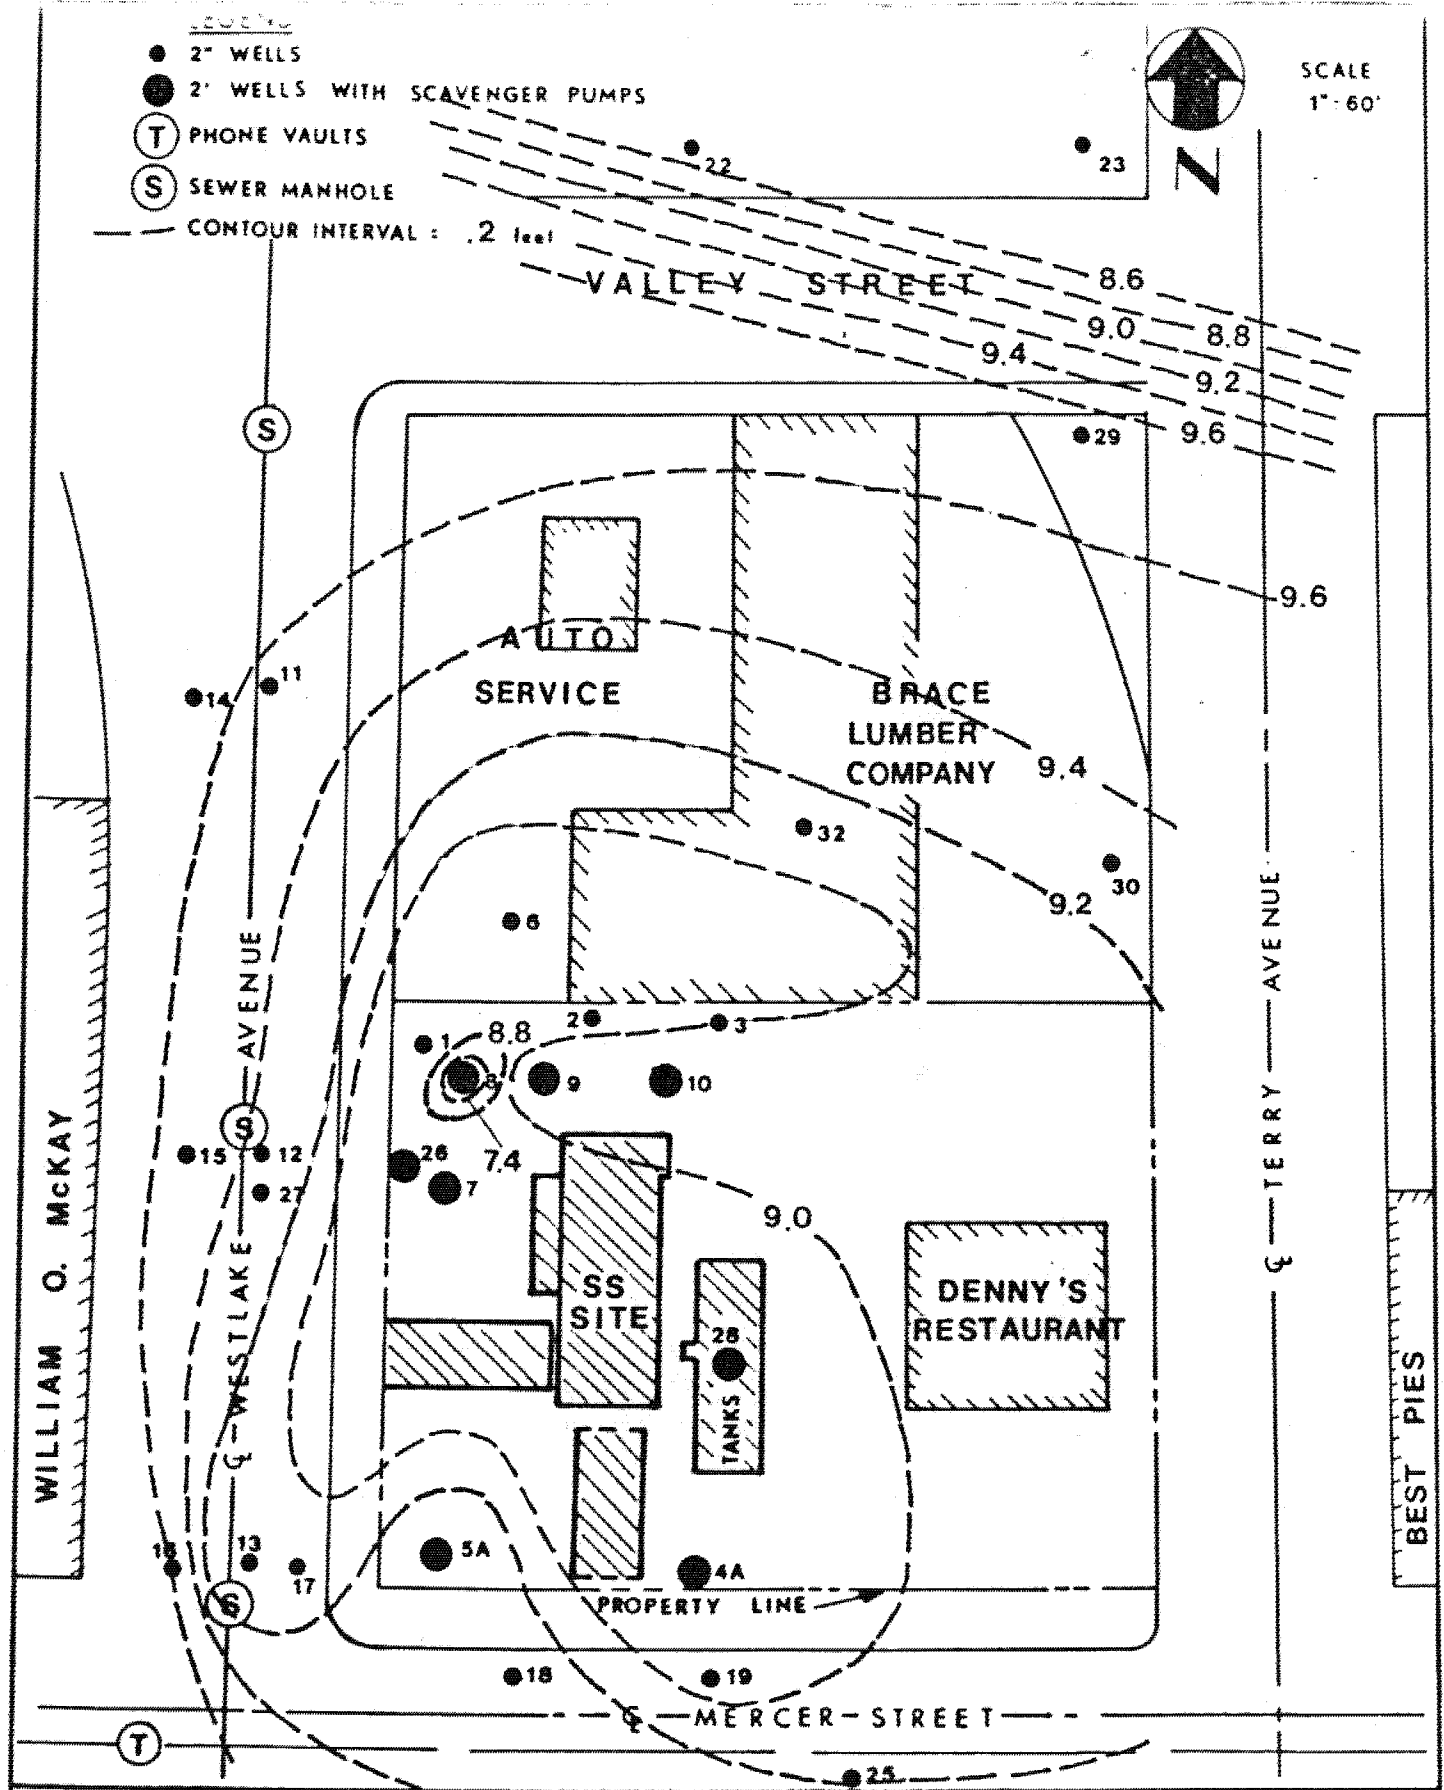 LEGEND
2" WELLS
2' WELLS WITH SCAVENGER PUMPS
T PHONE VAULTS
S SEWER MANHOLE
CONTOUR INTERVAL : .2 feet
SCALE
1":60'
N
22
23
VALLEY STREET
8.6
8.8
9.0
9.4
9.2
9.6
29
S
9.6
AUTO
SERVICE
BRACE
LUMBER
COMPANY
9.4
14
11
32
30
9.2
6
2
3
1
8.8
8
9
10
7.4
26
7
S
15
12
27
9.0
WESTLAKE AVENUE
TERRY AVENUE
WILLIAM O. McKAY
SS
SITE
28
TANKS
DENNY'S
RESTAURANT
BEST PIES
16
13
17
S
5A
4A
PROPERTY LINE
18
19
MERCER STREET
T
25